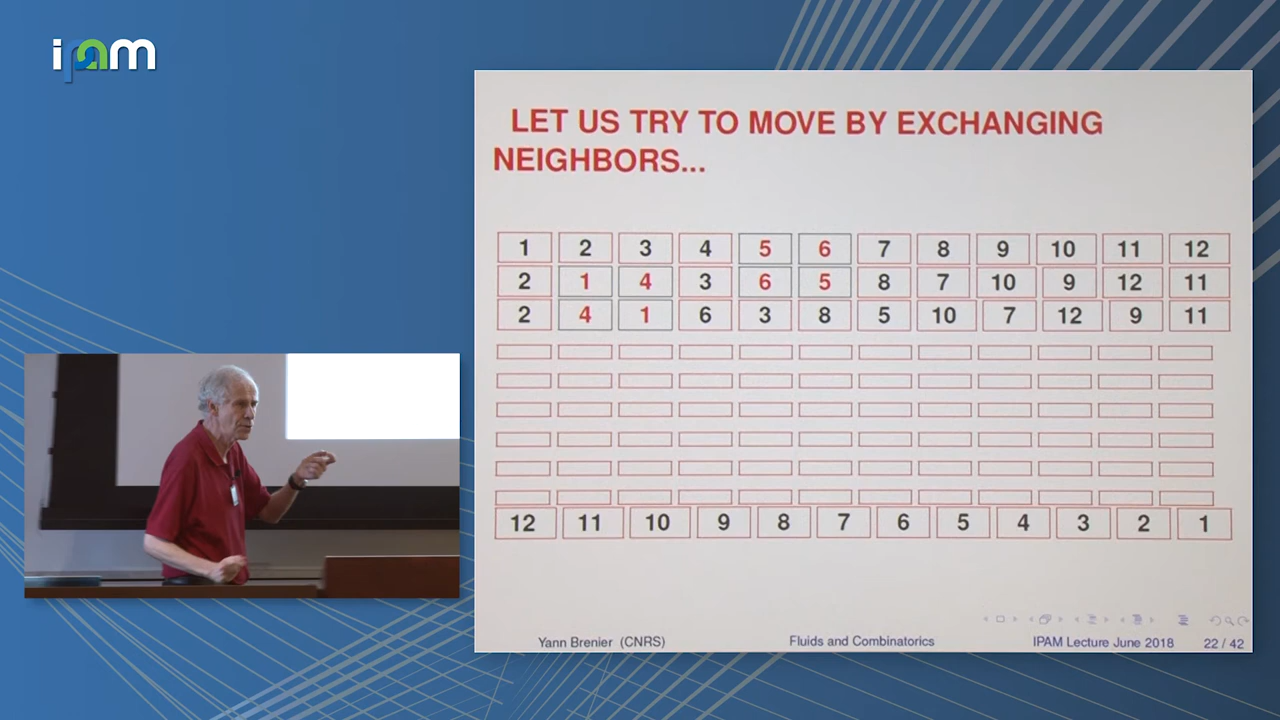 ipam
LET US TRY TO MOVE BY EXCHANGING
NEIGHBORS...
1 2 3 4 5 6 7 8 9 10 11 12
2 1 4 3 6 5 8 7 10 9 12 11
2 4 1 6 3 8 5 10 7 12 9 11
12 11 10 9 8 7 6 5 4 3 2 1
Yann Brenier (CNRS) Fluids and Combinatorics IPAM Lecture June 2018 22 / 42